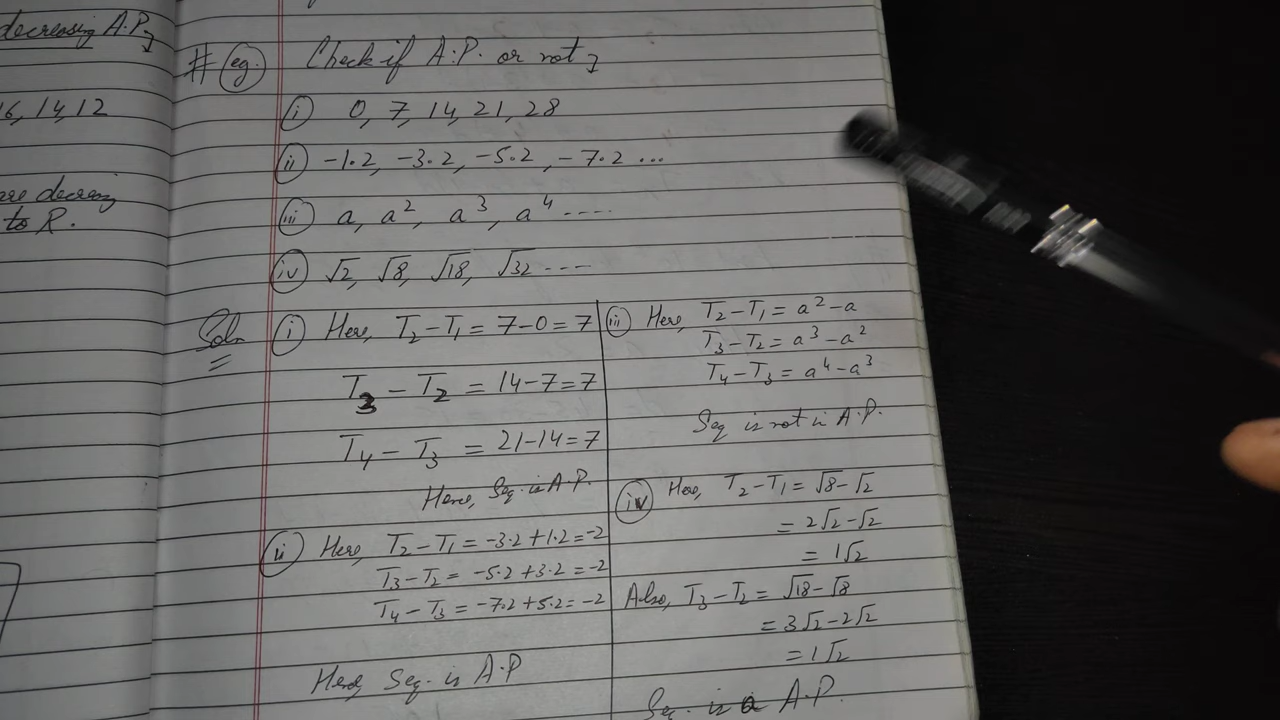 decreasing A.P.]
16, 14, 12
are decreasing
to R.
# eg. Check if A.P. or not]
(i) 0, 7, 14, 21, 28
(ii) -1.2, -3.2, -5.2, -7.2 ...
(iii) a, a², a³, a⁴ ....
(iv) √2, √8, √18, √32 ----
Soln (i) Here, T₂-T₁ = 7-0 = 7
T₃ - T₂ = 14-7=7
T₄ - T₃ = 21-14=7
Here, Seq. is A.P.
(ii) Here, T₂-T₁ = -3.2 +1.2 = -2
T₃-T₂ = -5.2 +3.2 = -2
T₄-T₃ = -7.2 +5.2 = -2
Here, Seq. is A.P
(iii) Here, T₂-T₁ = a²-a
T₃-T₂ = a³-a²
T₄-T₃ = a⁴-a³
Seq is not in A.P.
(iv) Here, T₂-T₁ = √8-√2
= 2√2-√2
= 1√2
Also, T₃-T₂ = √18-√8
= 3√2-2√2
= 1√2
Seq. is a A.P.